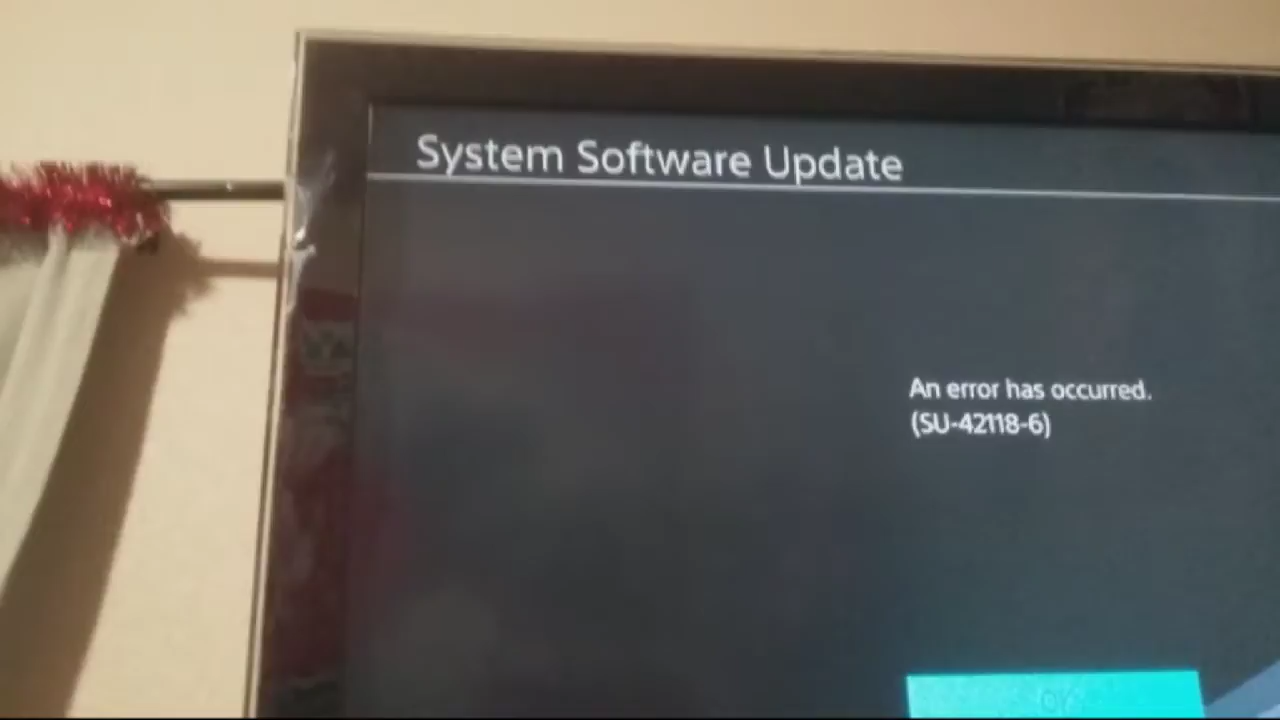 System Software Update
An error has occurred.
(SU-42118-6)